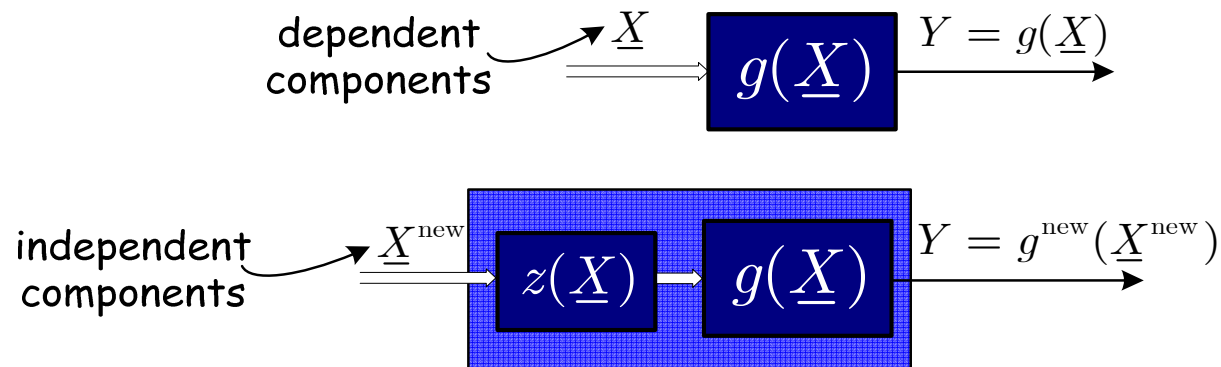 dependent
components
X
g(X)
Y = g(X)
independent
components
X^new
z(X)
g(X)
Y = g^new(X^new)